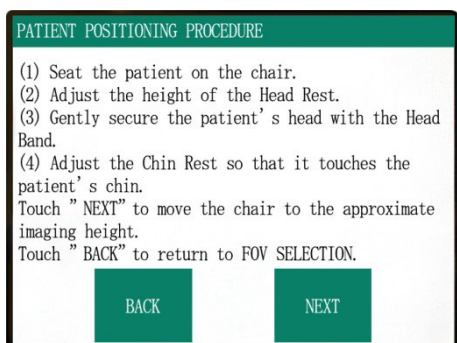 PATIENT POSITIONING PROCEDURE
(1) Seat the patient on the chair.
(2) Adjust the height of the Head Rest.
(3) Gently secure the patient's head with the Head
Band.
(4) Adjust the Chin Rest so that it touches the
patient's chin.
Touch "NEXT" to move the chair to the approximate
imaging height.
Touch "BACK" to return to FOV SELECTION.
BACK
NEXT